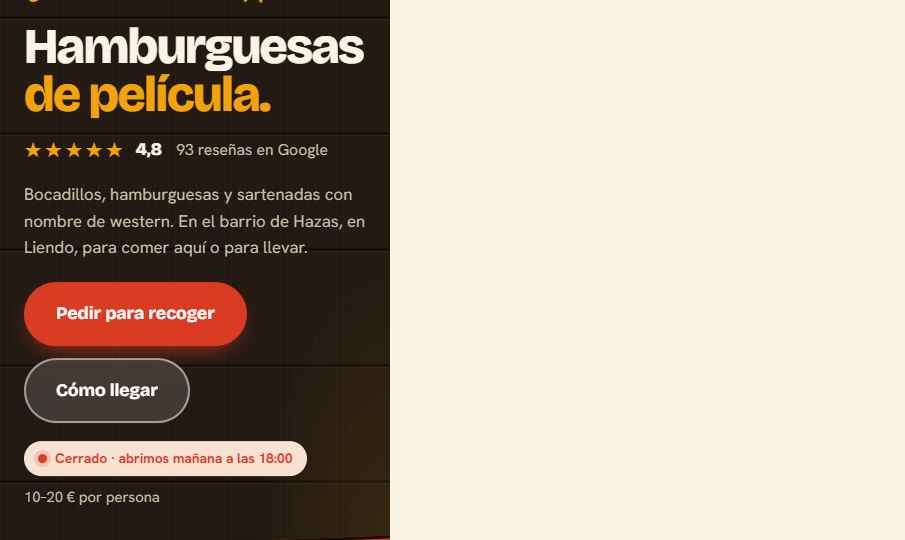 Hamburguesas
de película.
★★★★★ 4,8 93 reseñas en Google
Bocadillos, hamburguesas y sartenadas con
nombre de western. En el barrio de Hazas, en
Liendo, para comer aquí o para llevar.
Pedir para recoger
Cómo llegar
Cerrado · abrimos mañana a las 18:00
10–20 € por persona